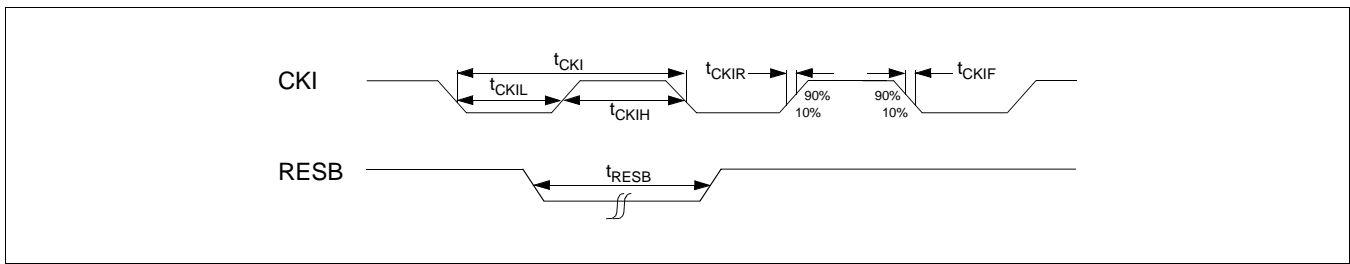 CKI
tCKI
tCKIR
tCKIF
tCKIL
tCKIH
90%
10%
90%
10%
RESB
tRESB